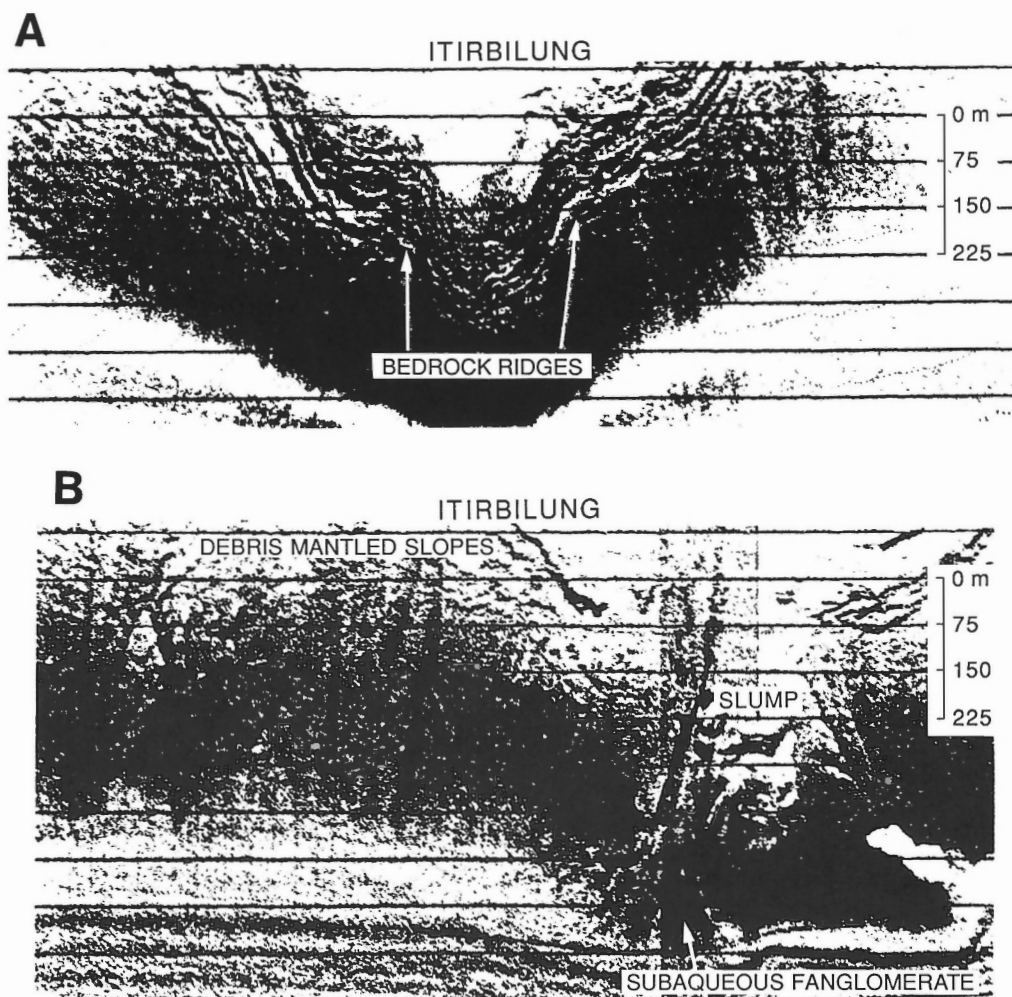 A
ITIRBILUNG
0 m
75
150
225
BEDROCK RIDGES
B
ITIRBILUNG
DEBRIS MANTLED SLOPES
0 m
75
150
SLUMP
225
SUBAQUEOUS FANGLOMERATE